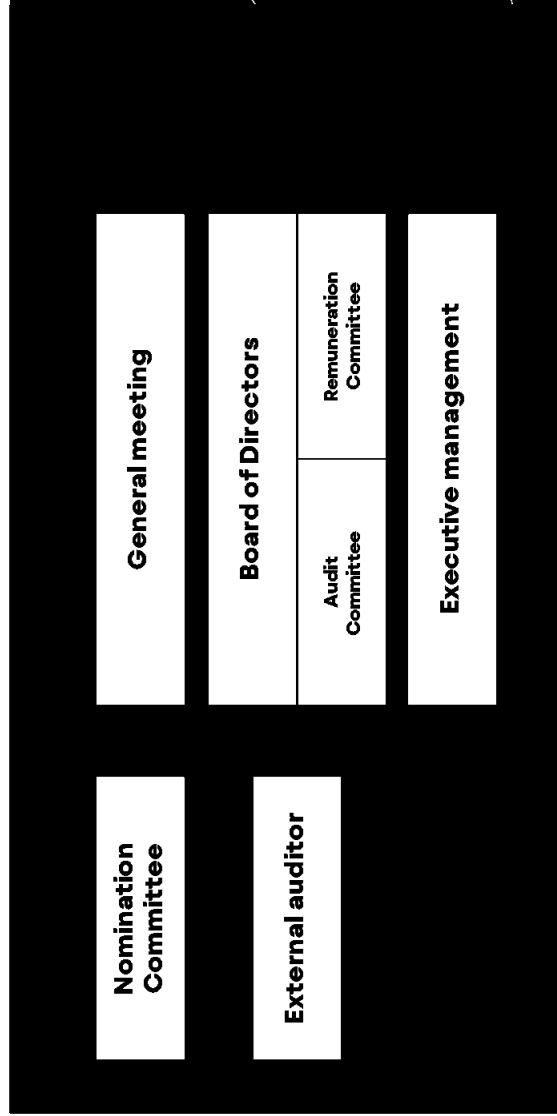 Nomination
Committee
General meeting
External auditor
Board of Directors
Audit
Committee
Remuneration
Committee
Executive management